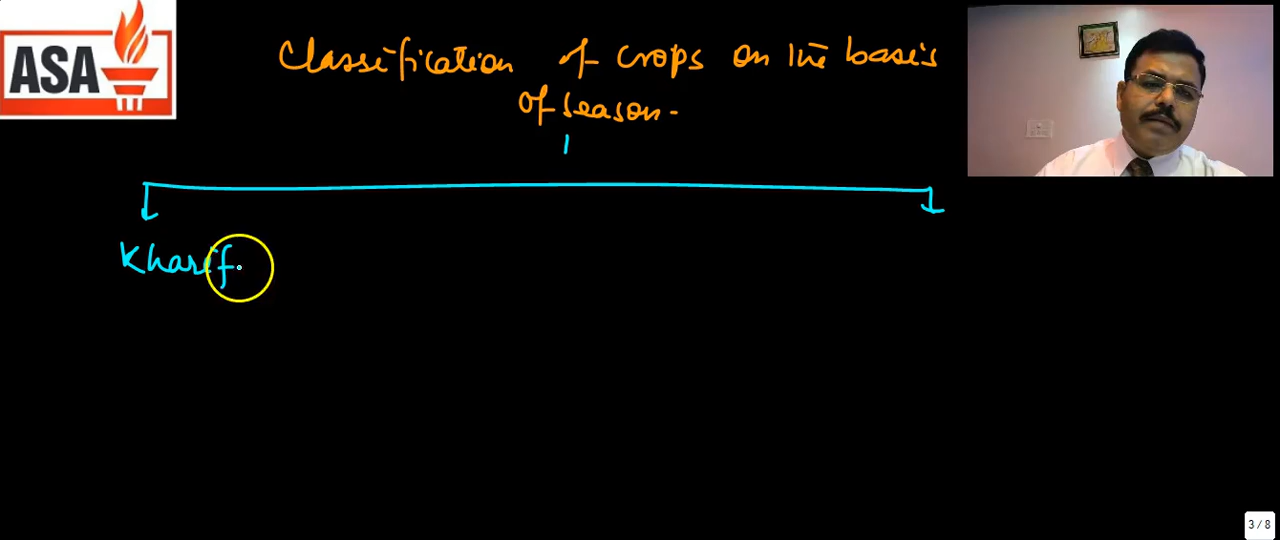 ASA
Classification of crops on the basis
of season.
Kharif
3/8